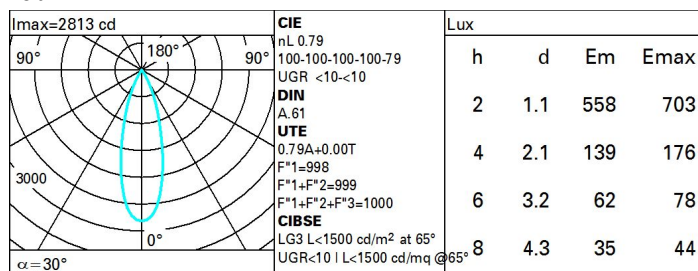 Imax=2813 cd
90° 180° 90°
3000
0°
α=30°
CIE
nL 0.79
100-100-100-100-79
UGR <10-<10
DIN
A.61
UTE
0.79A+0.00T
F"1=998
F"1+F"2=999
F"1+F"2+F"3=1000
CIBSE
LG3 L<1500 cd/m² at 65°
UGR<10 | L<1500 cd/mq @65°
Lux
h d Em Emax
2 1.1 558 703
4 2.1 139 176
6 3.2 62 78
8 4.3 35 44